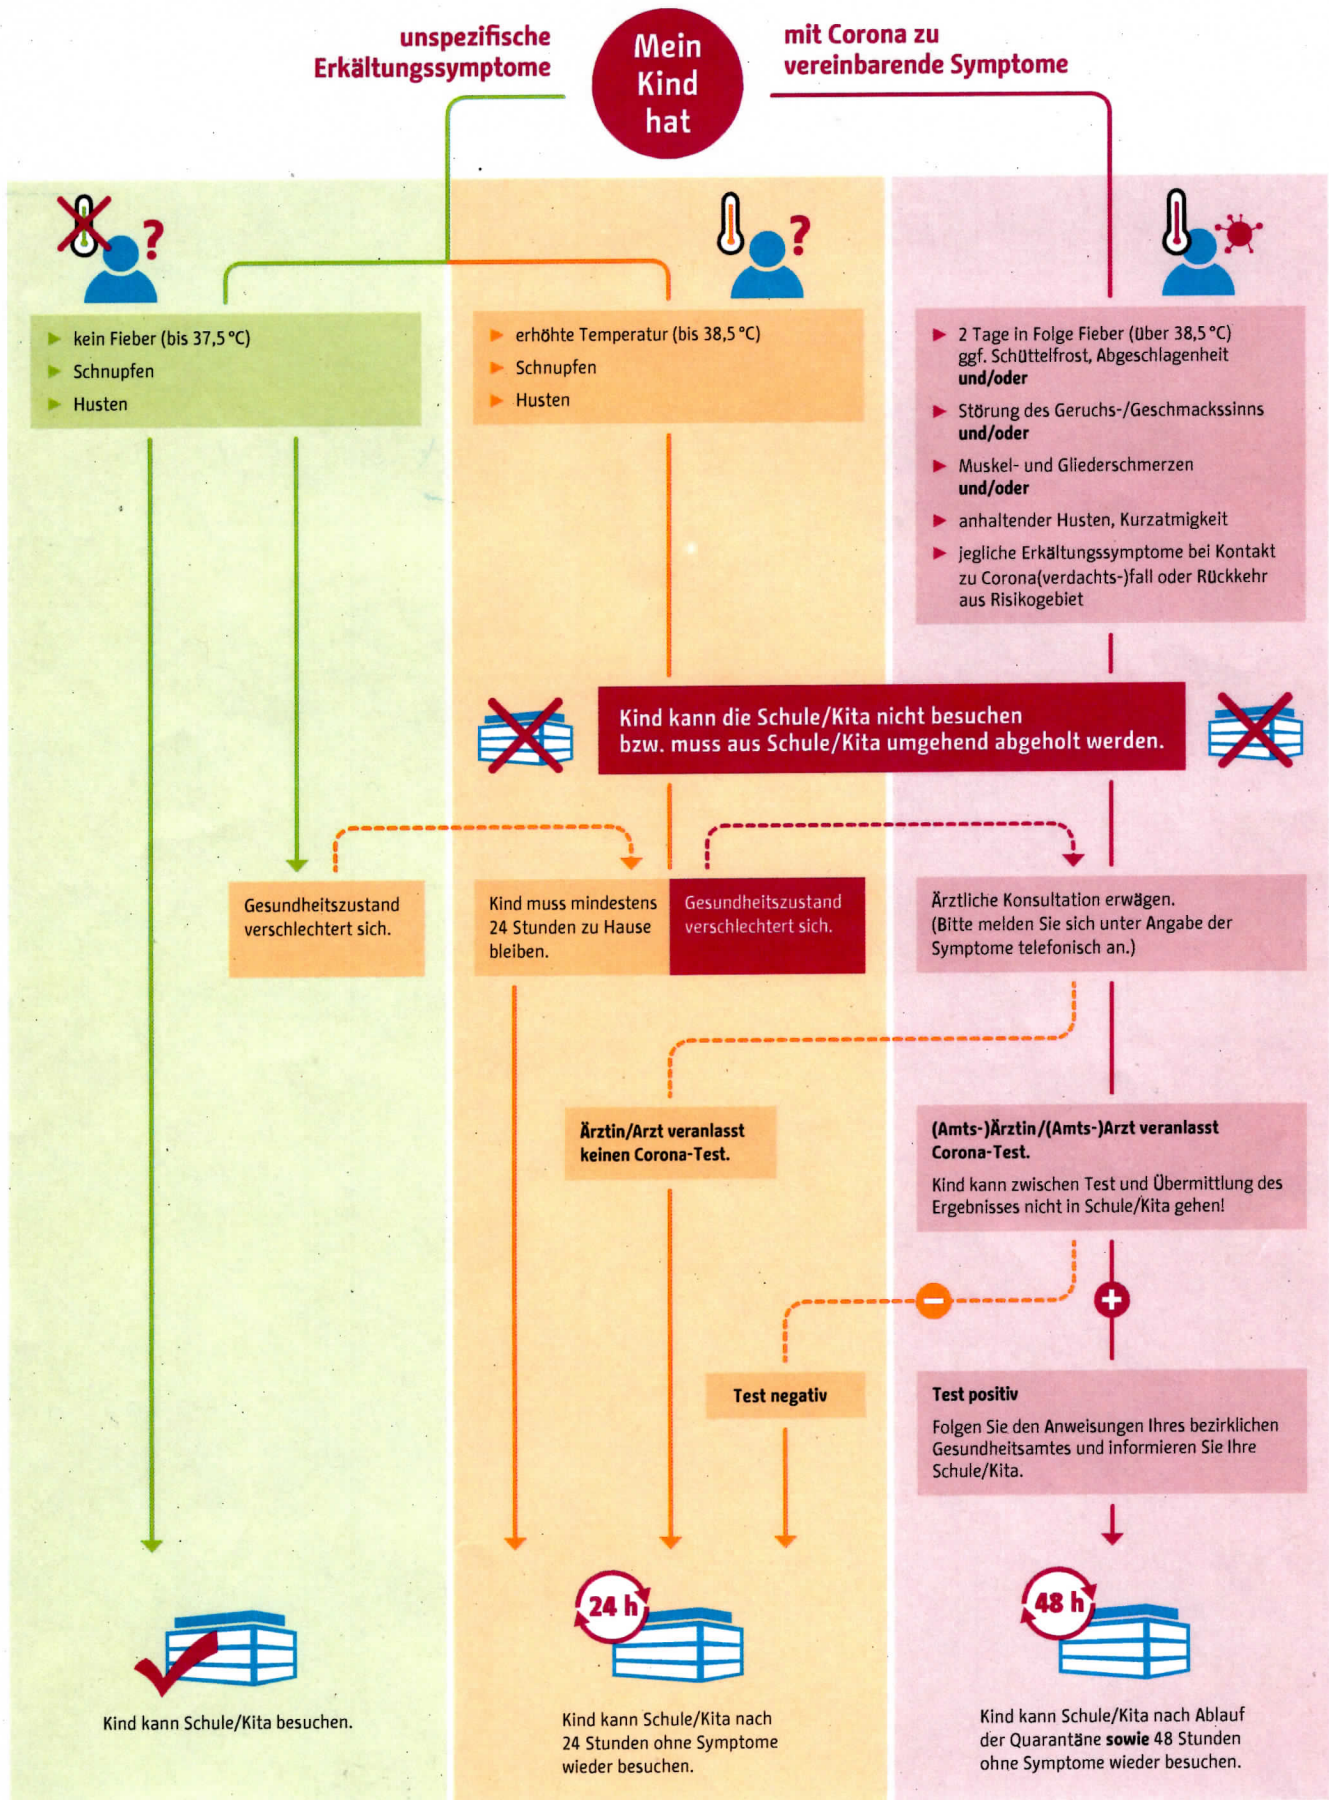 unspezifische
Erkältungssymptome
Mein
Kind
hat
mit Corona zu
vereinbarende Symptome
?
?
kein Fieber (bis 37,5 °C)
Schnupfen
Husten
erhöhte Temperatur (bis 38,5 °C)
Schnupfen
Husten
2 Tage in Folge Fieber (über 38,5 °C)
ggf. Schüttelfrost, Abgeschlagenheit
und/oder
Störung des Geruchs-/Geschmackssinns
und/oder
Muskel- und Gliederschmerzen
und/oder
anhaltender Husten, Kurzatmigkeit
jegliche Erkältungssymptome bei Kontakt
zu Corona(verdachts-)fall oder Rückkehr
aus Risikogebiet
Kind kann die Schule/Kita nicht besuchen
bzw. muss aus Schule/Kita umgehend abgeholt werden.
Gesundheitszustand
verschlechtert sich.
Kind muss mindestens
24 Stunden zu Hause
bleiben.
Gesundheitszustand
verschlechtert sich.
Ärztliche Konsultation erwägen.
(Bitte melden Sie sich unter Angabe der
Symptome telefonisch an.)
Ärztin/Arzt veranlasst
keinen Corona-Test.
(Amts-)Ärztin/(Amts-)Arzt veranlasst
Corona-Test.
Kind kann zwischen Test und Übermittlung des
Ergebnisses nicht in Schule/Kita gehen!
−
+
Test negativ
Test positiv
Folgen Sie den Anweisungen Ihres bezirklichen
Gesundheitsamtes und informieren Sie Ihre
Schule/Kita.
Kind kann Schule/Kita besuchen.
24 h
Kind kann Schule/Kita nach
24 Stunden ohne Symptome
wieder besuchen.
48 h
Kind kann Schule/Kita nach Ablauf
der Quarantäne sowie 48 Stunden
ohne Symptome wieder besuchen.